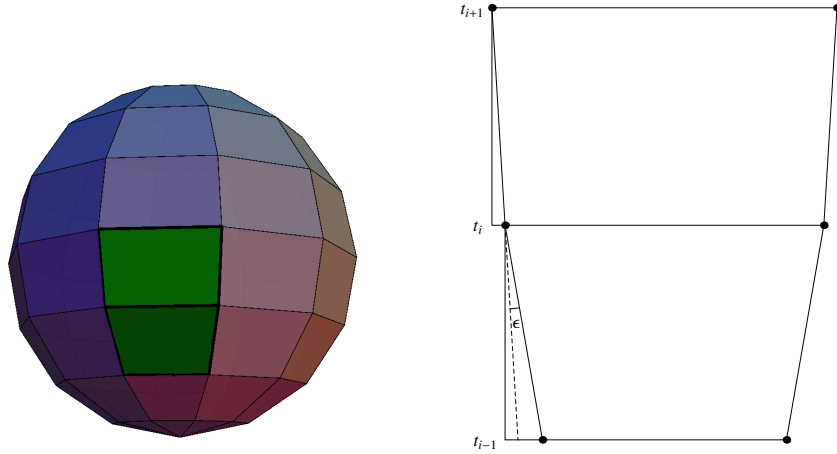 t_{i+1}
t_i
ϵ
t_{i-1}